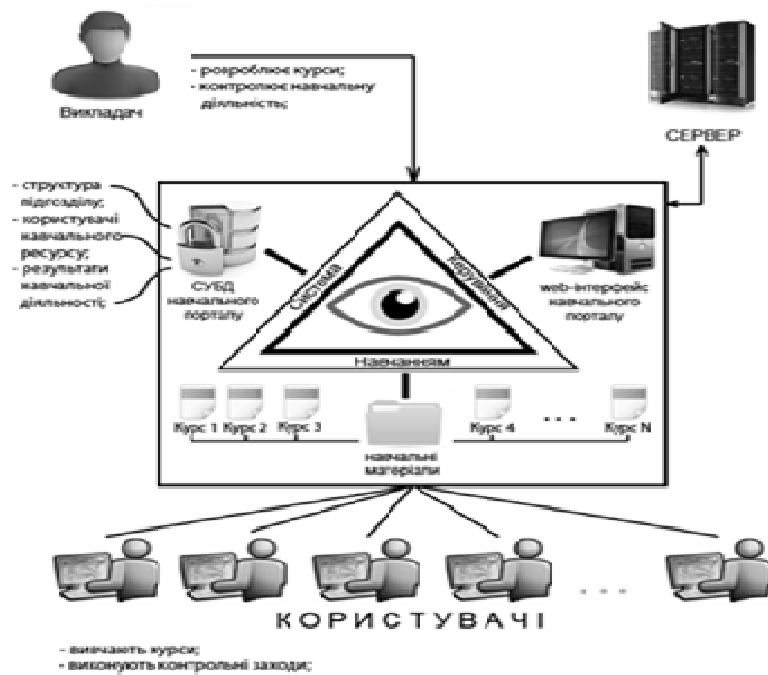 - розроблює курси;
- контролює навчальну
діяльність;
Викладач
СЕРВЕР
- структура
підрозділу;
- користувачі
навчального
ресурсу;
- результати
навчальної
діяльності;
СУБД
навчального
порталу
Система
Керування
Навчанням
web-інтерфейс
навчального
порталу
Курс 1 Курс 2 Курс 3 Курс 4 ... Курс N
навчальні
матеріали
...
КОРИСТУВАЧІ
- вивчають курси;
- виконують контрольні заходи;